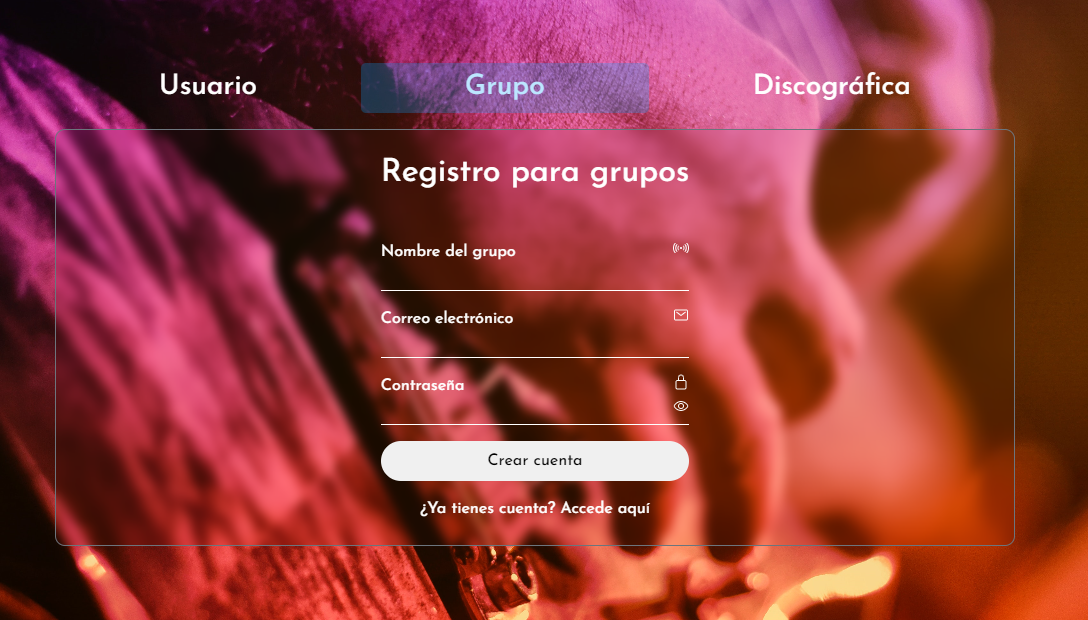 Usuario
Grupo
Discográfica
Registro para grupos
Nombre del grupo
Correo electrónico
Contraseña
Crear cuenta
¿Ya tienes cuenta? Accede aquí